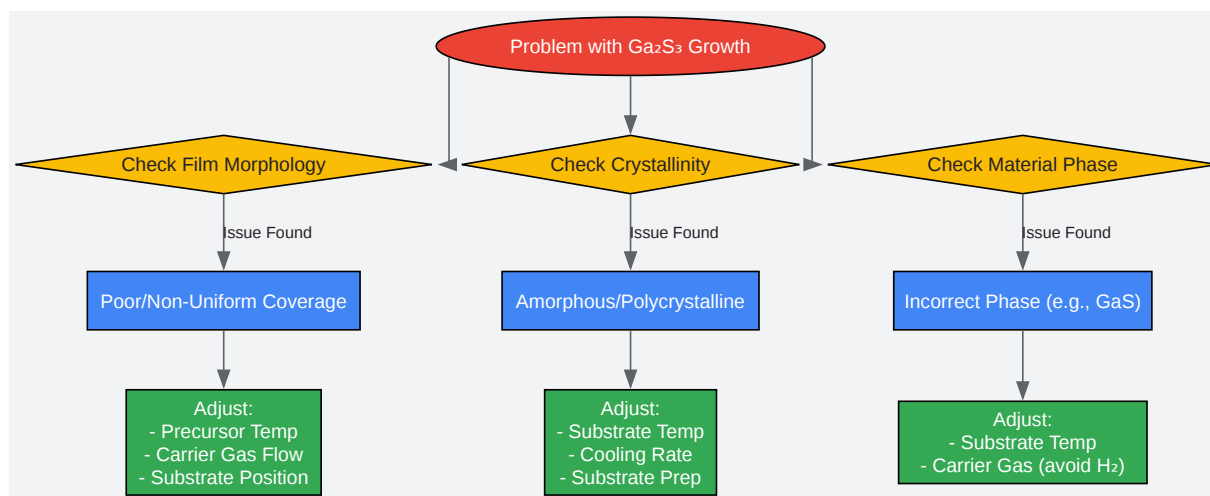 Problem with Ga₂S₃ Growth
Check Film Morphology
Check Crystallinity
Check Material Phase
Issue Found
Issue Found
Issue Found
Poor/Non-Uniform Coverage
Amorphous/Polycrystalline
Incorrect Phase (e.g., GaS)
Adjust:
- Precursor Temp
- Carrier Gas Flow
- Substrate Position
Adjust:
- Substrate Temp
- Cooling Rate
- Substrate Prep
Adjust:
- Substrate Temp
- Carrier Gas (avoid H₂)